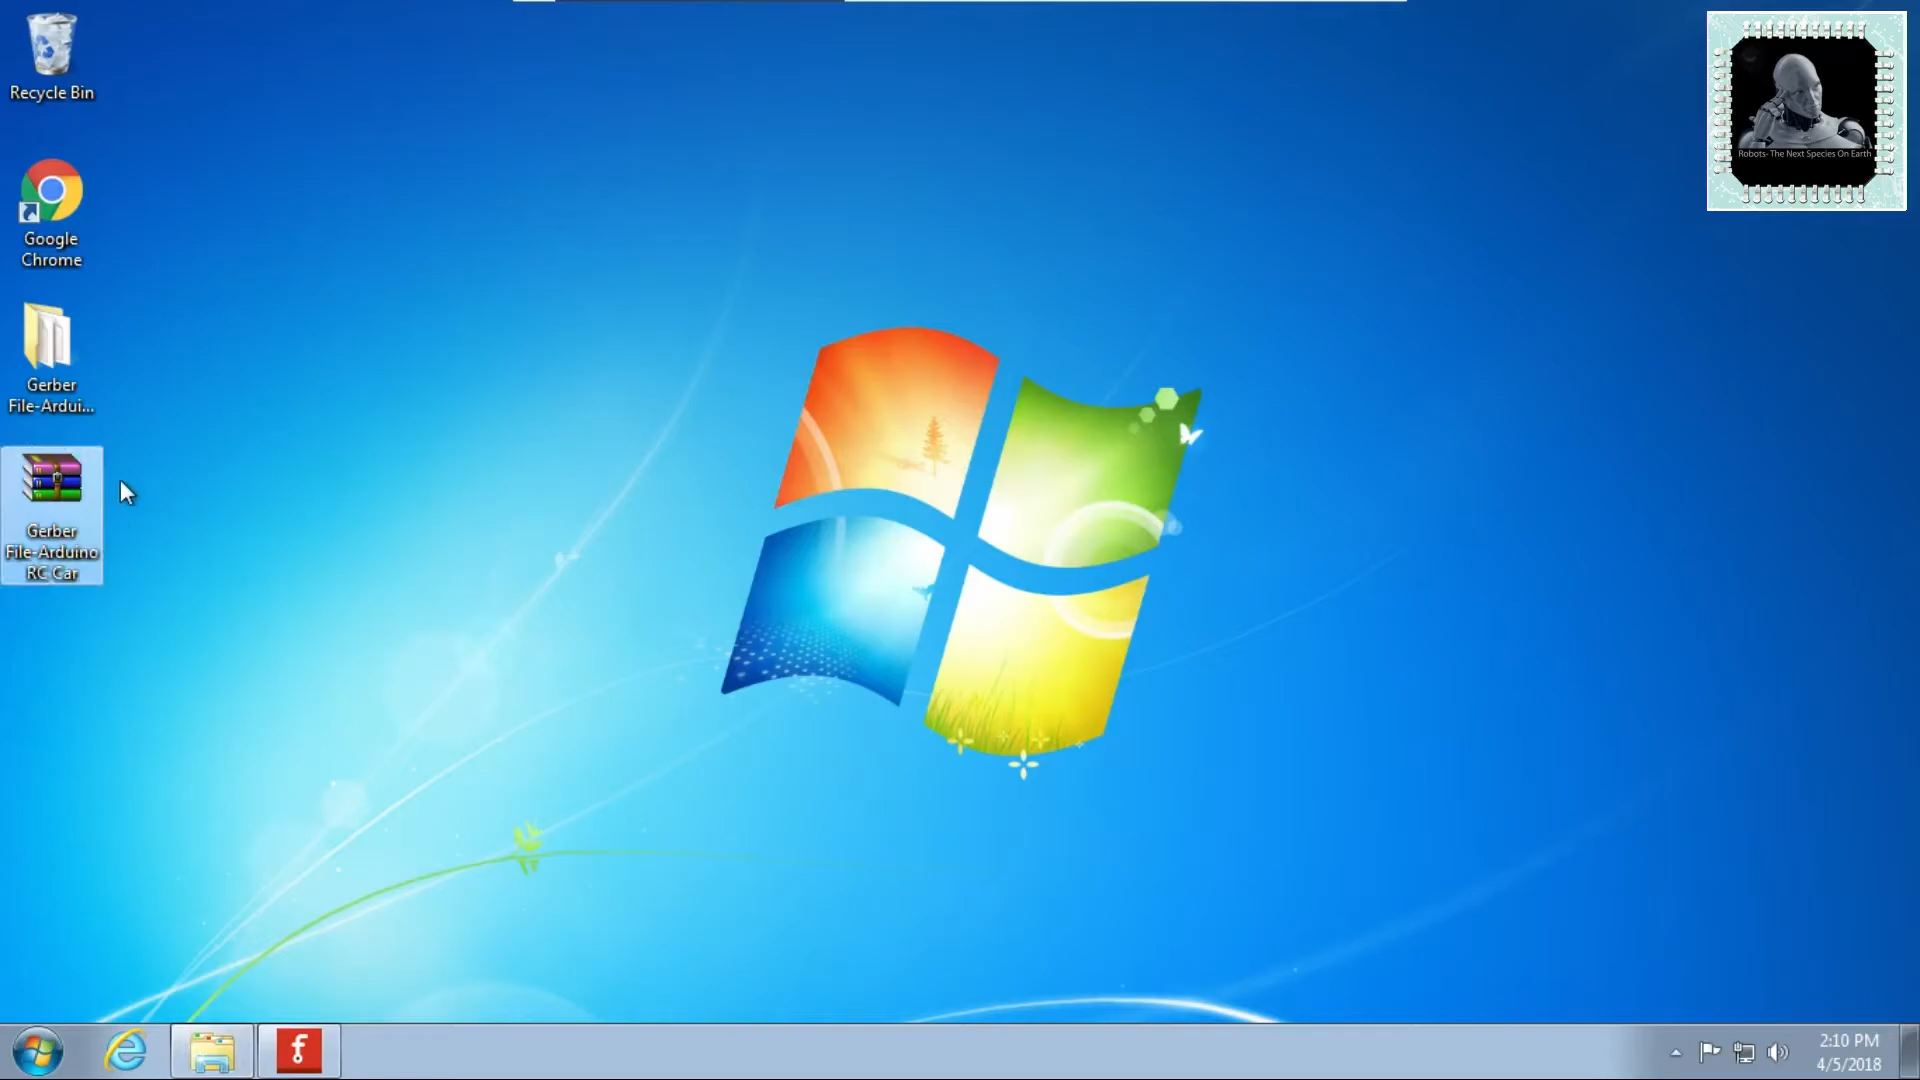 Recycle Bin
Google
Chrome
Gerber
File-Ardui...
Gerber
File-Arduino
RC Car
Robots- The Next Species On Earth
2:10 PM
4/5/2018